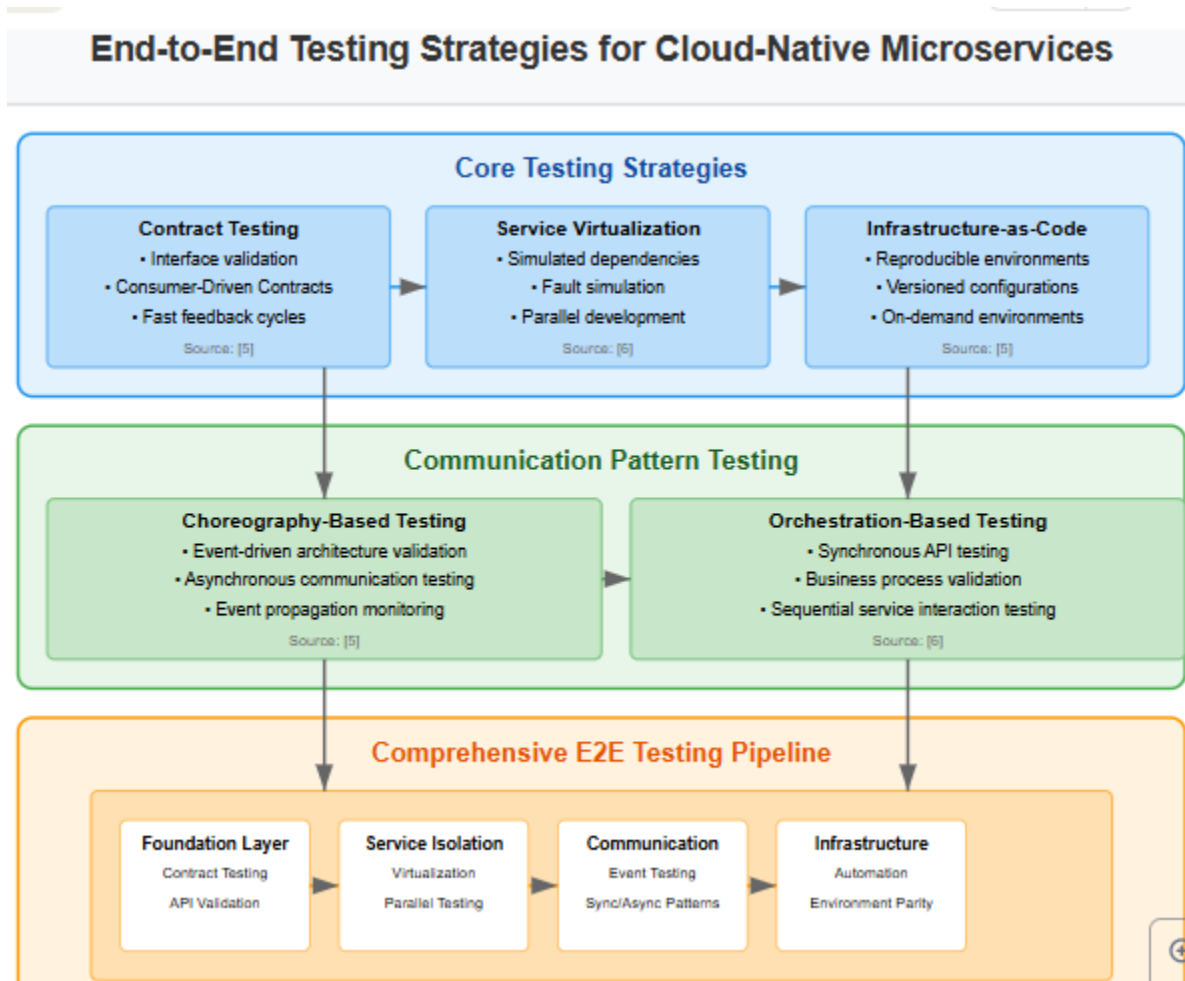 End-to-End Testing Strategies for Cloud-Native Microservices
Core Testing Strategies
Contract Testing
• Interface validation
• Consumer-Driven Contracts
• Fast feedback cycles
Source: [5]
Service Virtualization
• Simulated dependencies
• Fault simulation
• Parallel development
Source: [6]
Infrastructure-as-Code
• Reproducible environments
• Versioned configurations
• On-demand environments
Source: [5]
Communication Pattern Testing
Choreography-Based Testing
• Event-driven architecture validation
• Asynchronous communication testing
• Event propagation monitoring
Source: [5]
Orchestration-Based Testing
• Synchronous API testing
• Business process validation
• Sequential service interaction testing
Source: [6]
Comprehensive E2E Testing Pipeline
Foundation Layer
Contract Testing
API Validation
Service Isolation
Virtualization
Parallel Testing
Communication
Event Testing
Sync/Async Patterns
Infrastructure
Automation
Environment Parity